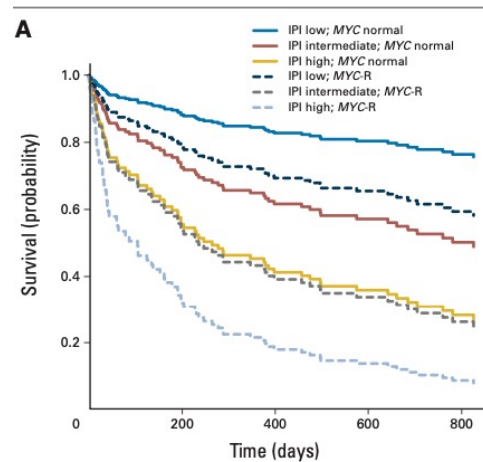 A
IPI low; MYC normal
IPI intermediate; MYC normal
IPI high; MYC normal
IPI low; MYC-R
IPI intermediate; MYC-R
IPI high; MYC-R
1.0
0.8
0.6
0.4
0.2
Survival (probability)
0 200 400 600 800
Time (days)